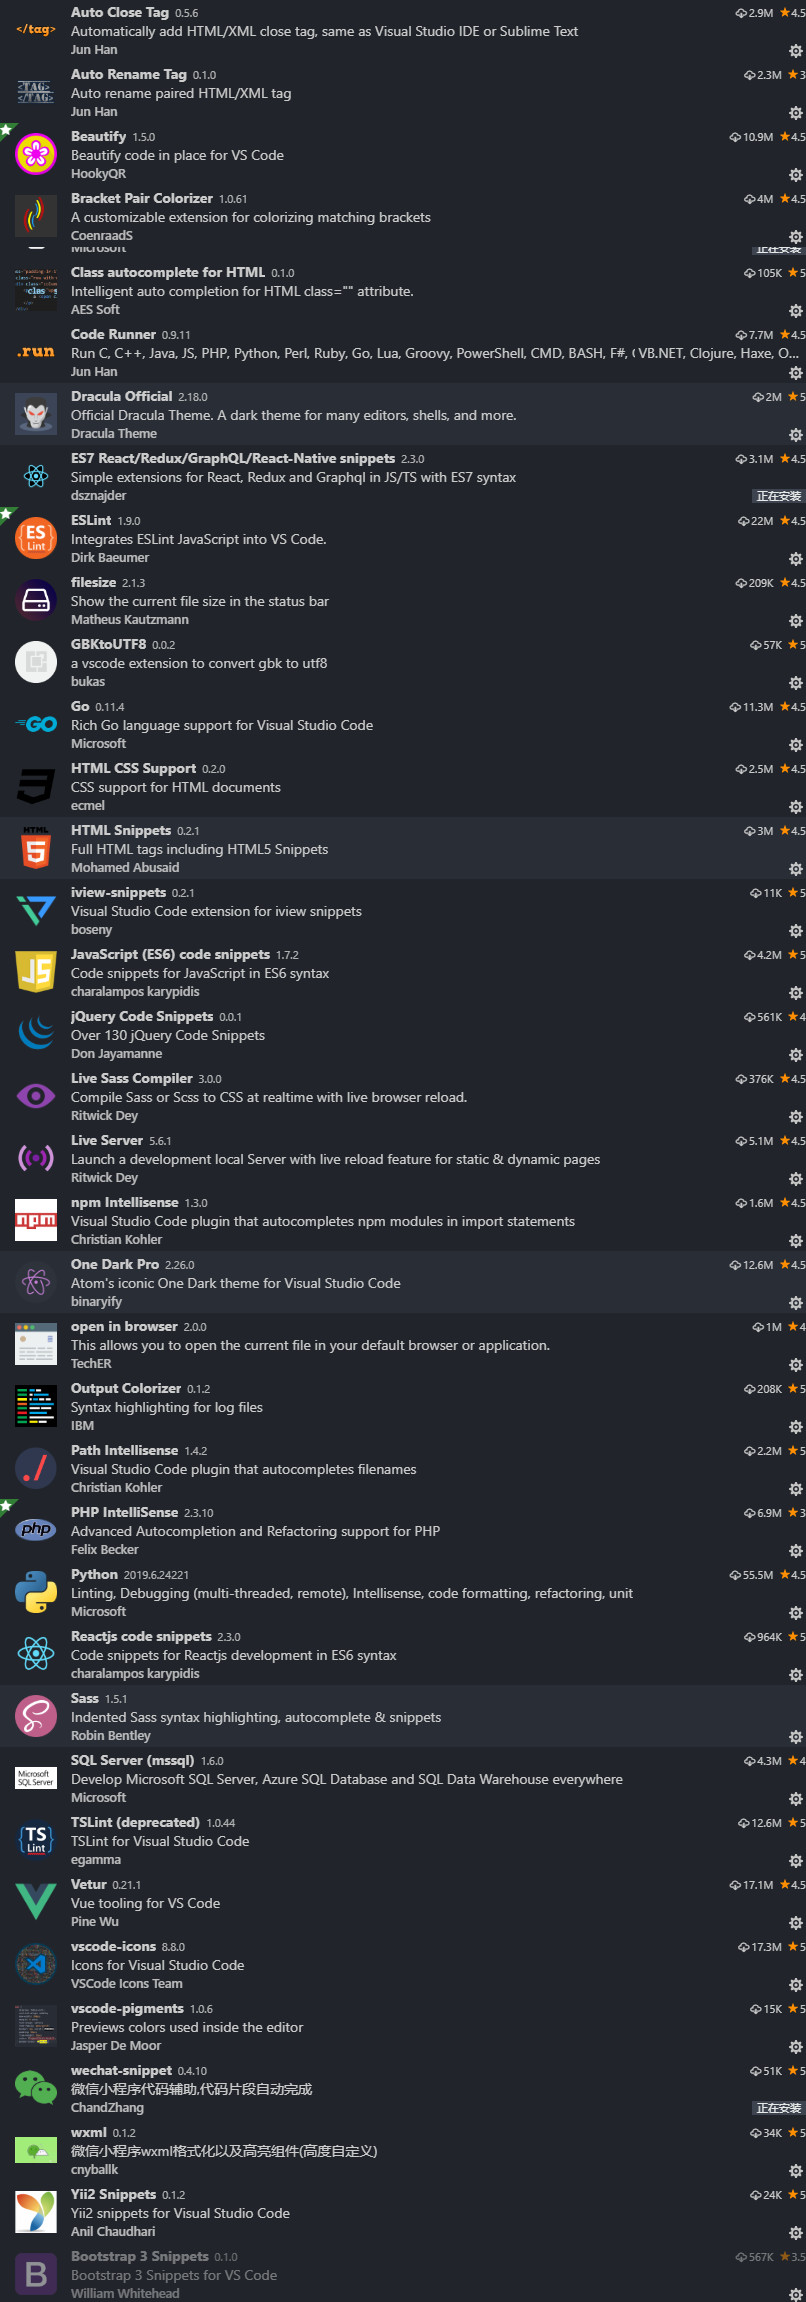 </tag>
Auto Close Tag 0.5.6 2.9M ★4.5
Automatically add HTML/XML close tag, same as Visual Studio IDE or Sublime Text
Jun Han
<TAG>
</TAG>
Auto Rename Tag 0.1.0 2.3M ★3
Auto rename paired HTML/XML tag
Jun Han
Beautify 1.5.0 10.9M ★4.5
Beautify code in place for VS Code
HookyQR
Bracket Pair Colorizer 1.0.61 4M ★4.5
A customizable extension for colorizing matching brackets
CoenraadS
Microsoft 正在安装
Class autocomplete for HTML 0.1.0 105K ★5
Intelligent auto completion for HTML class="" attribute.
AES Soft
.run
Code Runner 0.9.11 7.7M ★4.5
Run C, C++, Java, JS, PHP, Python, Perl, Ruby, Go, Lua, Groovy, PowerShell, CMD, BASH, F#, VB.NET, Clojure, Haxe, O...
Jun Han
Dracula Official 2.18.0 2M ★5
Official Dracula Theme. A dark theme for many editors, shells, and more.
Dracula Theme
ES7 React/Redux/GraphQL/React-Native snippets 2.3.0 3.1M ★4.5
Simple extensions for React, Redux and Graphql in JS/TS with ES7 syntax
dsznajder 正在安装
ES
Lint
ESLint 1.9.0 22M ★4.5
Integrates ESLint JavaScript into VS Code.
Dirk Baeumer
filesize 2.1.3 209K ★4.5
Show the current file size in the status bar
Matheus Kautzmann
GBKtoUTF8 0.0.2 57K ★5
a vscode extension to convert gbk to utf8
bukas
GO
Go 0.11.4 11.3M ★4.5
Rich Go language support for Visual Studio Code
Microsoft
HTML CSS Support 0.2.0 2.5M ★4.5
CSS support for HTML documents
ecmel
HTML
5
HTML Snippets 0.2.1 3M ★4.5
Full HTML tags including HTML5 Snippets
Mohamed Abusaid
iview-snippets 0.2.1 11K ★5
Visual Studio Code extension for iview snippets
boseny
JS
JavaScript (ES6) code snippets 1.7.2 4.2M ★5
Code snippets for JavaScript in ES6 syntax
charalampos karypidis
jQuery Code Snippets 0.0.1 561K ★4
Over 130 jQuery Code Snippets
Don Jayamanne
Live Sass Compiler 3.0.0 376K ★4.5
Compile Sass or Scss to CSS at realtime with live browser reload.
Ritwick Dey
Live Server 5.6.1 5.1M ★4.5
Launch a development local Server with live reload feature for static & dynamic pages
Ritwick Dey
npm
npm Intellisense 1.3.0 1.6M ★4.5
Visual Studio Code plugin that autocompletes npm modules in import statements
Christian Kohler
One Dark Pro 2.26.0 12.6M ★4.5
Atom's iconic One Dark theme for Visual Studio Code
binaryify
open in browser 2.0.0 1M ★4
This allows you to open the current file in your default browser or application.
TechER
Output Colorizer 0.1.2 208K ★5
Syntax highlighting for log files
IBM
./
Path Intellisense 1.4.2 2.2M ★5
Visual Studio Code plugin that autocompletes filenames
Christian Kohler
php
PHP IntelliSense 2.3.10 6.9M ★3
Advanced Autocompletion and Refactoring support for PHP
Felix Becker
Python 2019.6.24221 55.5M ★4.5
Linting, Debugging (multi-threaded, remote), Intellisense, code formatting, refactoring, unit
Microsoft
Reactjs code snippets 2.3.0 964K ★5
Code snippets for Reactjs development in ES6 syntax
charalampos karypidis
Sass 1.5.1
Indented Sass syntax highlighting, autocomplete & snippets
Robin Bentley
Microsoft
SQL Server
SQL Server (mssql) 1.6.0 4.3M ★4
Develop Microsoft SQL Server, Azure SQL Database and SQL Data Warehouse everywhere
Microsoft
TS
Lint
TSLint (deprecated) 1.0.44 12.6M ★5
TSLint for Visual Studio Code
egamma
Vetur 0.21.1 17.1M ★4.5
Vue tooling for VS Code
Pine Wu
vscode-icons 8.8.0 17.3M ★5
Icons for Visual Studio Code
VSCode Icons Team
vscode-pigments 1.0.6 15K ★5
Previews colors used inside the editor
Jasper De Moor
wechat-snippet 0.4.10 51K ★5
微信小程序代码辅助,代码片段自动完成
ChandZhang 正在安装
wxml 0.1.2 34K ★5
微信小程序wxml格式化以及高亮组件(高度自定义)
cnyballk
Yii2 Snippets 0.1.2 24K ★5
Yii2 snippets for Visual Studio Code
Anil Chaudhari
B
Bootstrap 3 Snippets 0.1.0 567K ★3.5
Bootstrap 3 Snippets for VS Code
William Whitehead